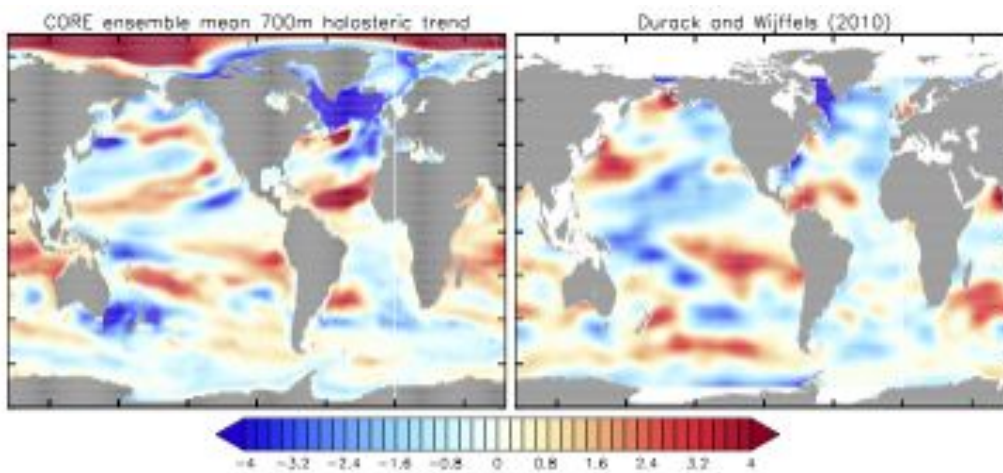 CORE ensemble mean 700m halosteric trend
Durack and Wijffels (2010)
-4 -3.2 -2.4 -1.6 -0.8 0 0.8 1.6 2.4 3.2 4